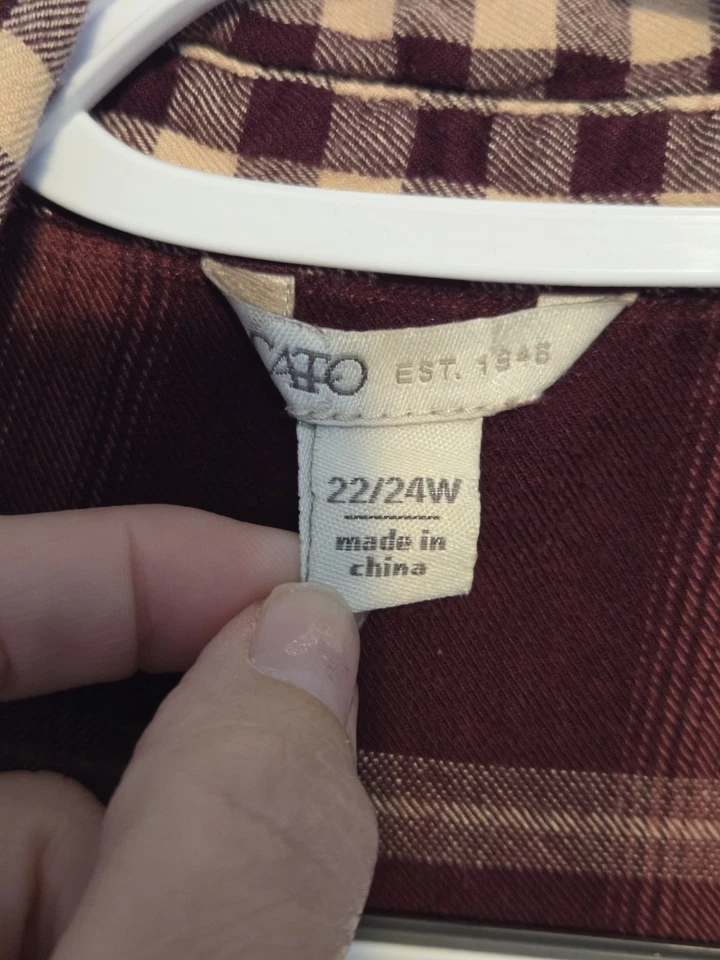 CATO EST. 1946
22/24W
made in
china